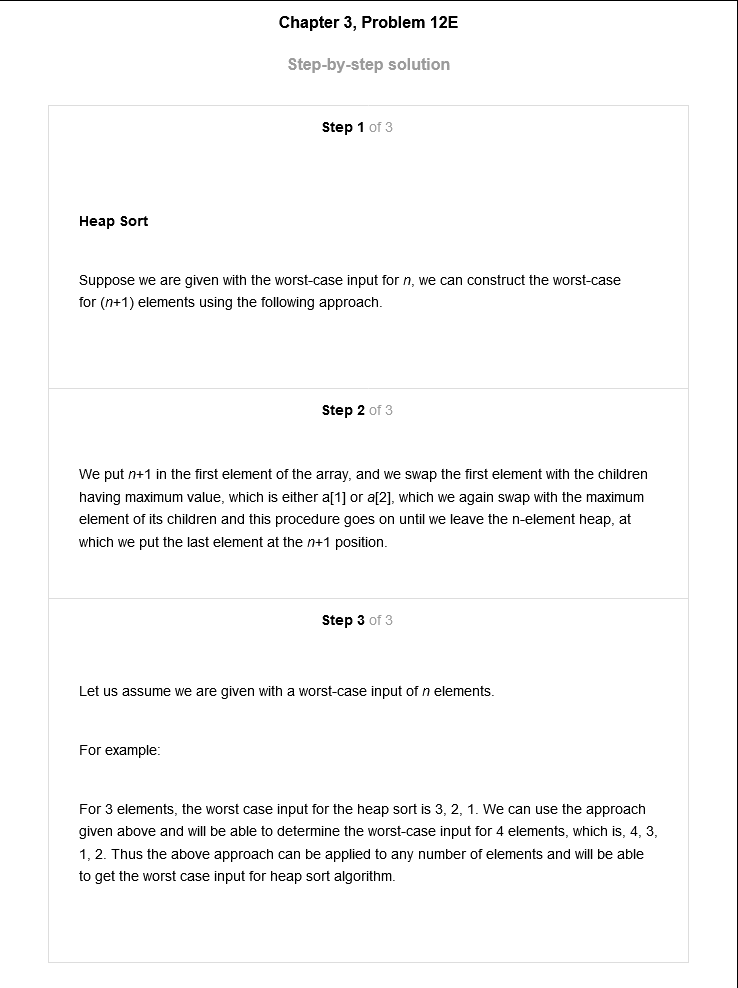 Chapter 3, Problem 12E
Step-by-step solution
Step 1 of 3
Heap Sort
Suppose we are given with the worst-case input for n, we can construct the worst-case
for (n+1) elements using the following approach.
Step 2 of 3
We put n+1 in the first element of the array, and we swap the first element with the children
having maximum value, which is either a[1] or a[2], which we again swap with the maximum
element of its children and this procedure goes on until we leave the n-element heap, at
which we put the last element at the n+1 position.
Step 3 of 3
Let us assume we are given with a worst-case input of n elements.
For example:
For 3 elements, the worst case input for the heap sort is 3, 2, 1. We can use the approach
given above and will be able to determine the worst-case input for 4 elements, which is, 4, 3,
1, 2. Thus the above approach can be applied to any number of elements and will be able
to get the worst case input for heap sort algorithm.